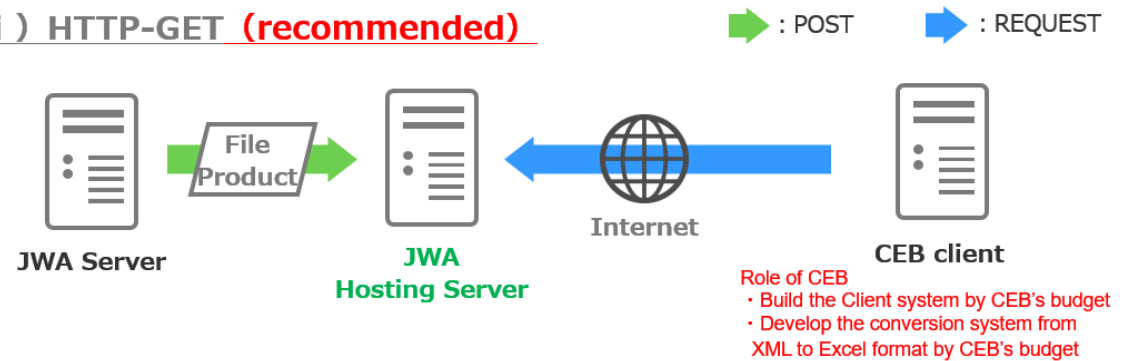 i ) HTTP-GET (recommended)
: POST
: REQUEST
File
Product
Internet
JWA Server
JWA
Hosting Server
CEB client
Role of CEB
・Build the Client system by CEB's budget
・Develop the conversion system from
XML to Excel format by CEB's budget